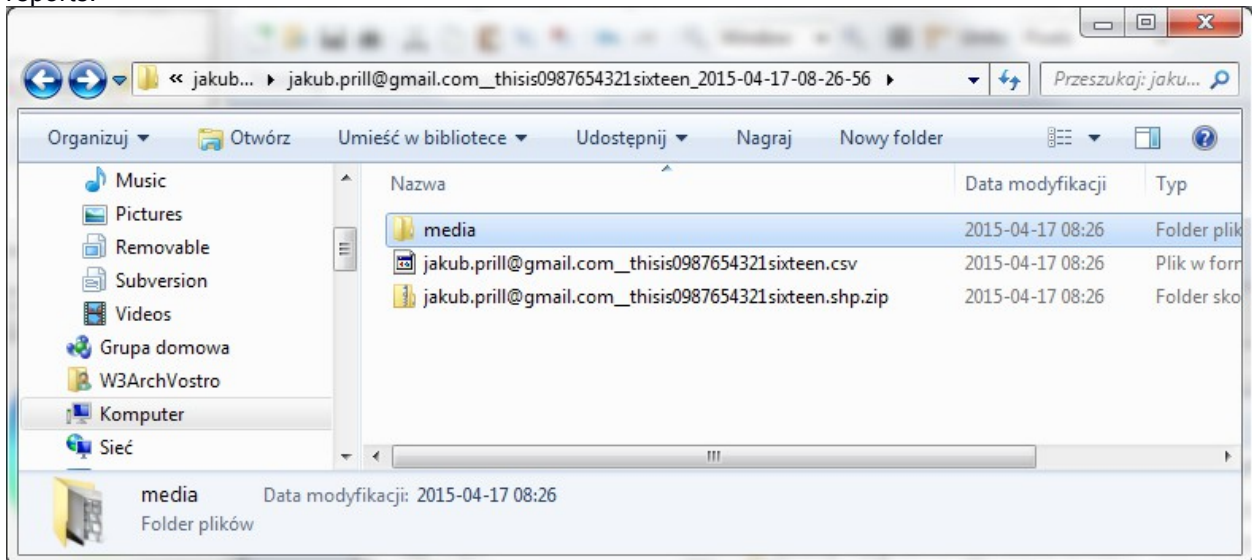 reports.
« jakub... ▸ jakub.prill@gmail.com__thisis0987654321sixteen_2015-04-17-08-26-56 ▸
Przeszukaj: jaku...
Organizuj Otwórz Umieść w bibliotece Udostępnij Nagraj Nowy folder
Music
Pictures
Removable
Subversion
Videos
Grupa domowa
W3ArchVostro
Komputer
Sieć
Nazwa Data modyfikacji Typ
media 2015-04-17 08:26 Folder plik
jakub.prill@gmail.com__thisis0987654321sixteen.csv 2015-04-17 08:26 Plik w form
jakub.prill@gmail.com__thisis0987654321sixteen.shp.zip 2015-04-17 08:26 Folder sko
media Data modyfikacji: 2015-04-17 08:26
Folder plików